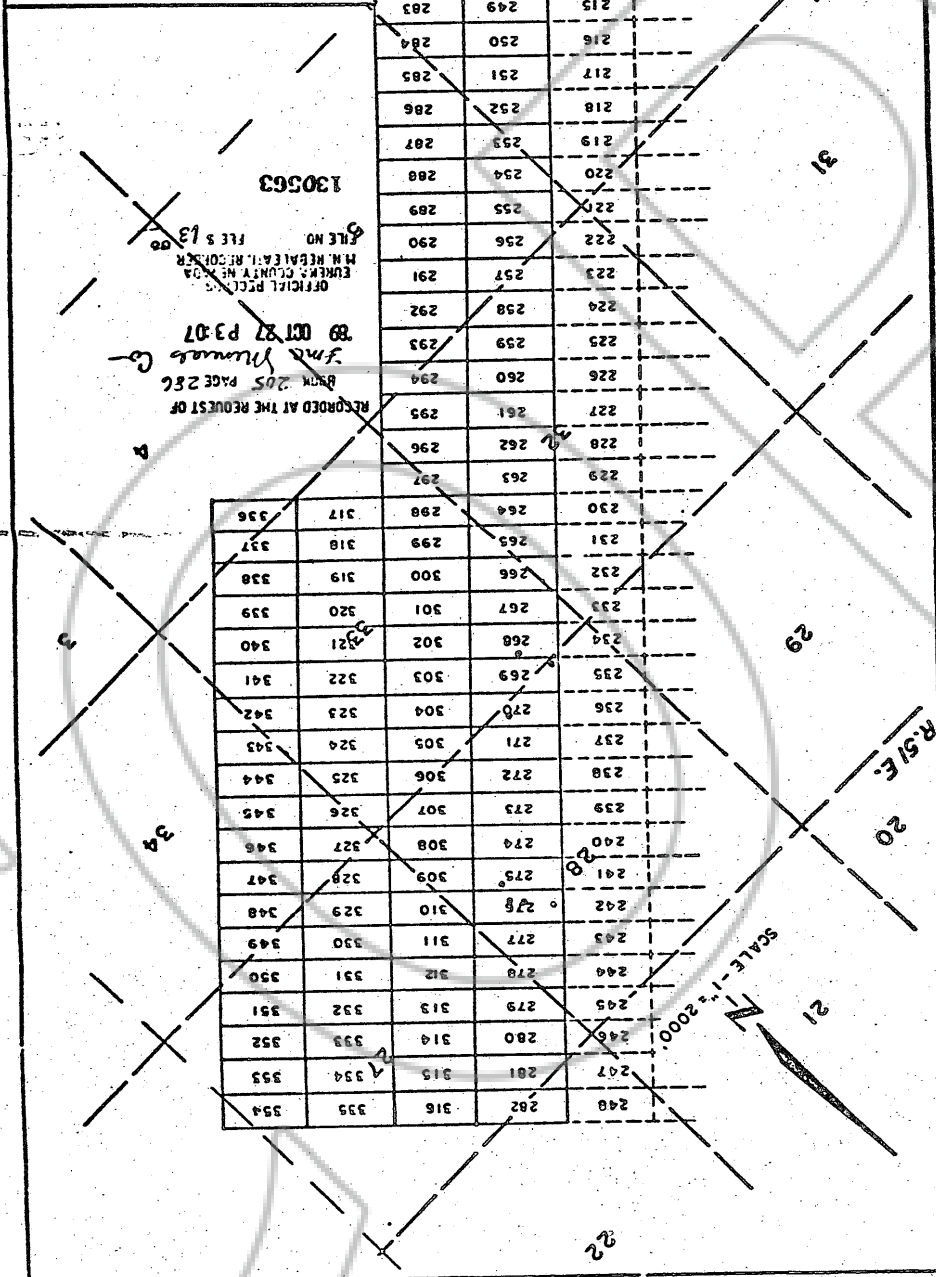 22
248 282 316 335 354
247 281 315 334 353
27
246 280 314 333 352
245 279 313 332 351
21
SCALE - 1" = 2000'
N
244 278 312 331 350
243 277 311 330 349
242 276 310 329 348
241 275 309 328 347
28
240 274 308 327 346
20
34
239 273 307 326 345
238 272 306 325 344
R.51E.
237 271 305 324 343
236 270 304 323 342
235 269 303 322 341
234 268 302 321 340
29
33
3
233 267 301 320 339
232 266 300 319 338
231 265 299 318 337
230 264 298 317 336
229 263 297
228 262 296
32
4
227 261 295
226 260 294
225 259 293
224 258 292
223 257 291
222 256 290
221 255 289
220 254 288
31
219 253 287
218 252 286
217 251 285
216 250 284
215 249 283
RECORDED AT THE REQUEST OF
BOOK 205 PAGE 286
Fmc Minerals Co
'89 OCT 27 P3:07
OFFICIAL RECORDS
EUREKA COUNTY NEVADA
M.N. REBALEATI, RECORDER
FILE NO FEE $ 13
130563